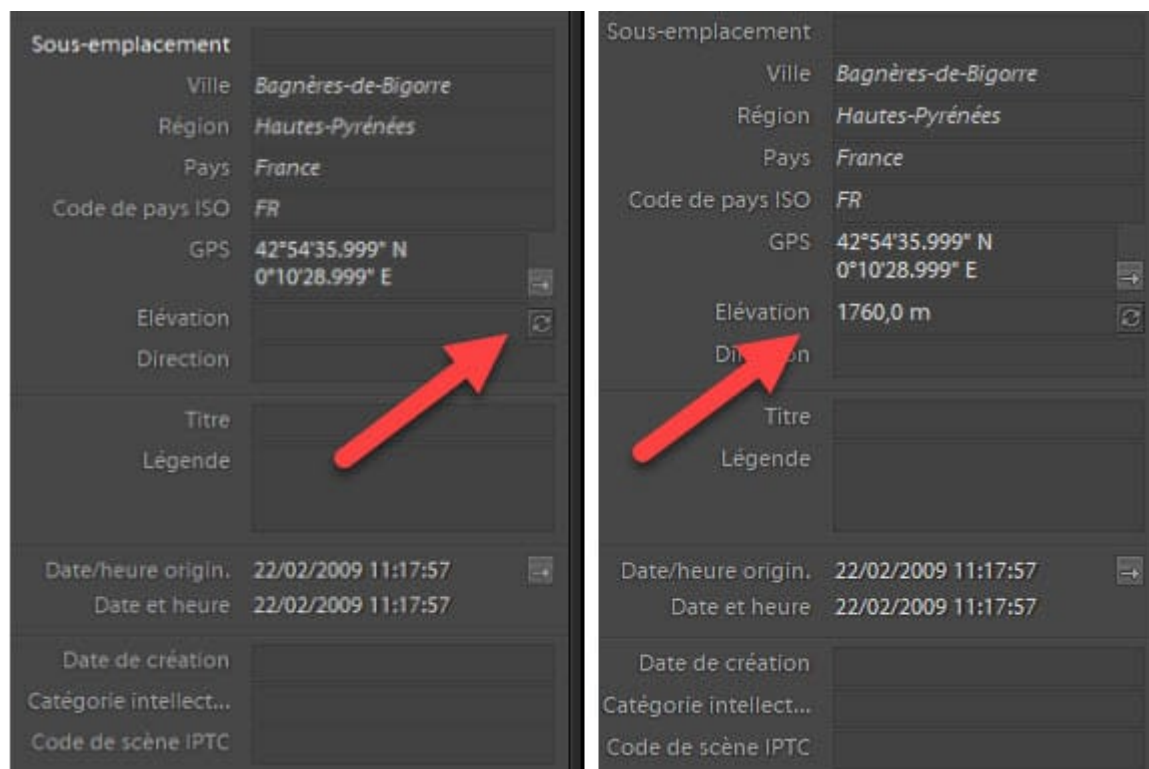 Sous-emplacement
Ville Bagnères-de-Bigorre
Région Hautes-Pyrénées
Pays France
Code de pays ISO FR
GPS 42°54'35.999" N
0°10'28.999" E
Elévation
Direction
Titre
Légende
Date/heure origin. 22/02/2009 11:17:57
Date et heure 22/02/2009 11:17:57
Date de création
Catégorie intellect...
Code de scène IPTC
Sous-emplacement
Ville Bagnères-de-Bigorre
Région Hautes-Pyrénées
Pays France
Code de pays ISO FR
GPS 42°54'35.999" N
0°10'28.999" E
Elévation 1760,0 m
Di on
Titre
Légende
Date/heure origin. 22/02/2009 11:17:57
Date et heure 22/02/2009 11:17:57
Date de création
Catégorie intellect...
Code de scène IPTC